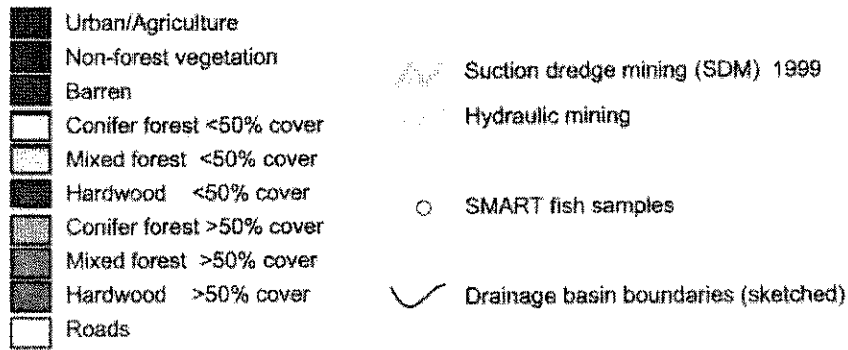 Urban/Agriculture
Non-forest vegetation
Barren
Conifer forest <50% cover
Mixed forest <50% cover
Hardwood <50% cover
Conifer forest >50% cover
Mixed forest >50% cover
Hardwood >50% cover
Roads
Suction dredge mining (SDM) 1999
Hydraulic mining
SMART fish samples
Drainage basin boundaries (sketched)